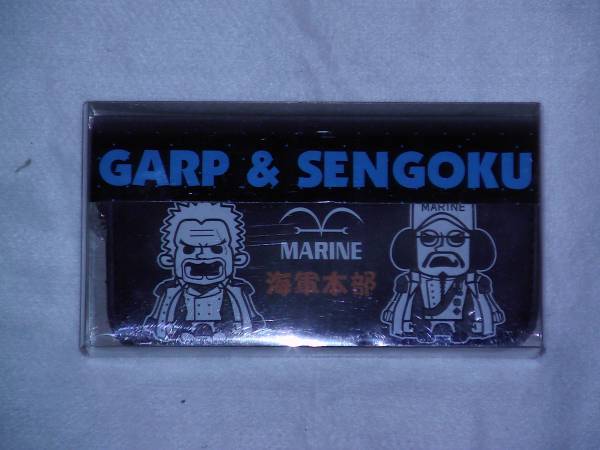 GARP & SENGOKU
MARINE
MARINE
海軍本部